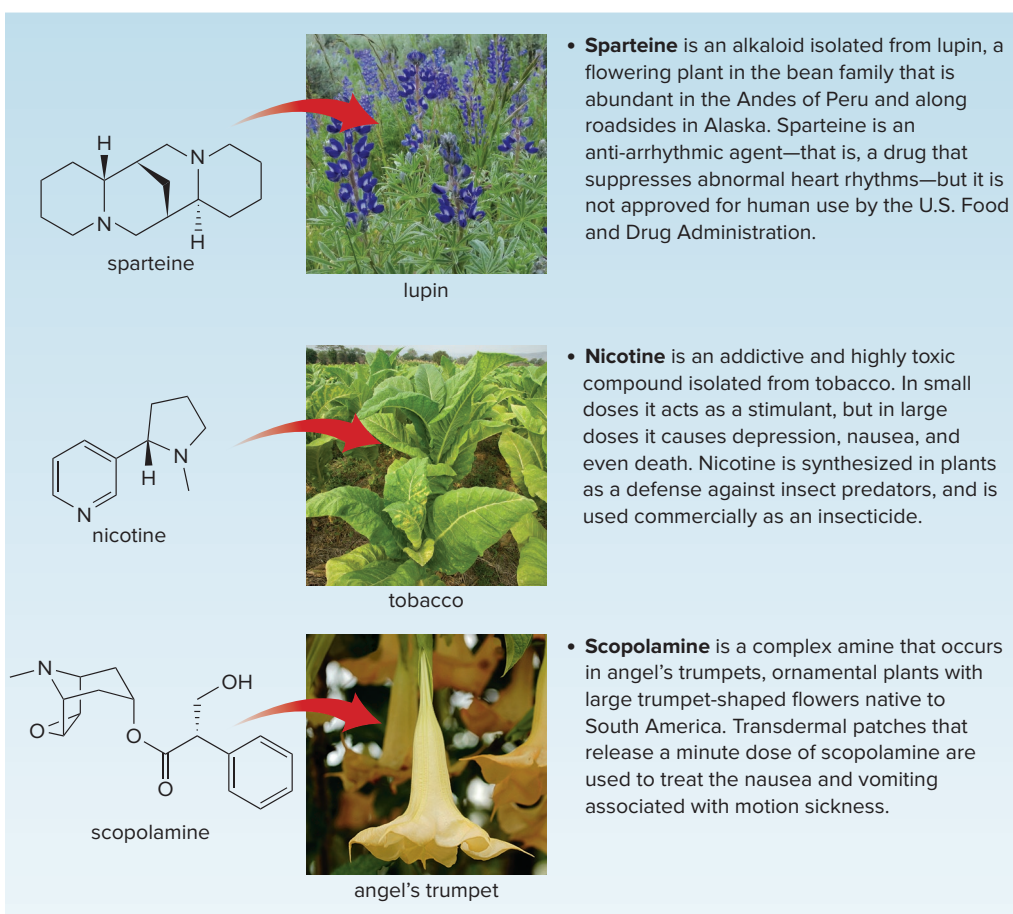 H
N
N
H
sparteine
lupin
• Sparteine is an alkaloid isolated from lupin, a
flowering plant in the bean family that is
abundant in the Andes of Peru and along
roadsides in Alaska. Sparteine is an
anti-arrhythmic agent—that is, a drug that
suppresses abnormal heart rhythms—but it is
not approved for human use by the U.S. Food
and Drug Administration.
N
H
N
nicotine
tobacco
• Nicotine is an addictive and highly toxic
compound isolated from tobacco. In small
doses it acts as a stimulant, but in large
doses it causes depression, nausea, and
even death. Nicotine is synthesized in plants
as a defense against insect predators, and is
used commercially as an insecticide.
N
OH
O
O
O
scopolamine
angel’s trumpet
• Scopolamine is a complex amine that occurs
in angel’s trumpets, ornamental plants with
large trumpet-shaped flowers native to
South America. Transdermal patches that
release a minute dose of scopolamine are
used to treat the nausea and vomiting
associated with motion sickness.